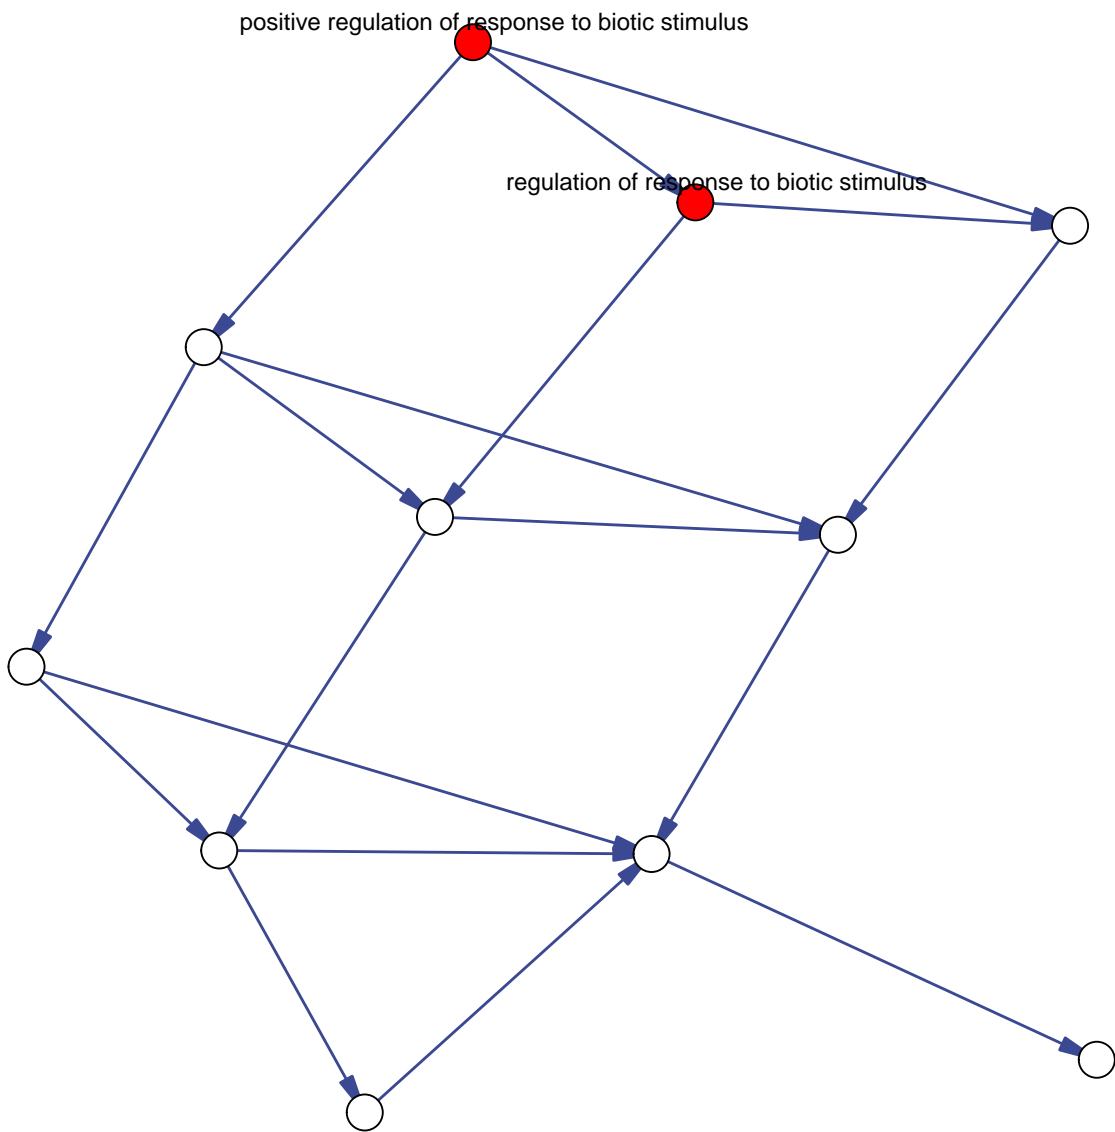 positive regulation of response to biotic stimulus
regulation of response to biotic stimulus